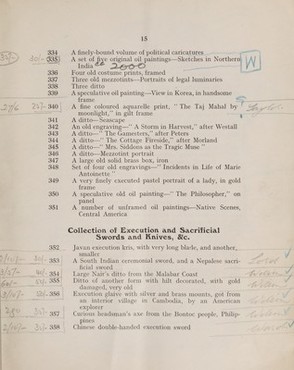 15
334 A finely-bound volume of political caricatures
335 A set of five original oil paintings—Sketches in Northern
India
336 Four old costume prints, framed
337 Three old mezzotints—Portraits of legal luminaries
338 Three ditto
339 A speculative oil painting—View in Korea, in handsome
frame
340 A fine coloured aquarelle print, "The Taj Mahal by
moonlight," in gilt frame
341 A ditto—Seascape
342 An old engraving—"A Storm in Harvest," after Westall
343 A ditto—"The Gamesters," after Peters
344 A ditto—"The Cottage Fireside," after Morland
345 A ditto—"Mrs. Siddons as the Tragic Muse"
346 A ditto—Mezzotint portrait
347 A large old solid brass box, iron
348 Set of four old engravings—"Incidents in Life of Marie
Antoinette"
349 A very finely executed pastel portrait of a lady, in gold
frame
350 A speculative old oil painting—"The Philosopher," on
panel
351 A number of unframed oil paintings—Native Scenes,
Central America
Collection of Execution and Sacrificial
Swords and Knives, &c.
352 Javan execution kris, with very long blade, and another,
smaller
353 A South Indian ceremonial sword, and a Nepalese sacri-
ficial sword
354 Large Nair's ditto from the Malabar Coast
355 Ditto of another form with hilt decorated, with gold
damaged, very old
356 Execution glaive with silver and brass mounts, got from
an interior village in Cambodia, by an American
explorer
357 Curious headsman's axe from the Bontoc people, Philip-
pines
358 Chinese double-handed execution sword
W